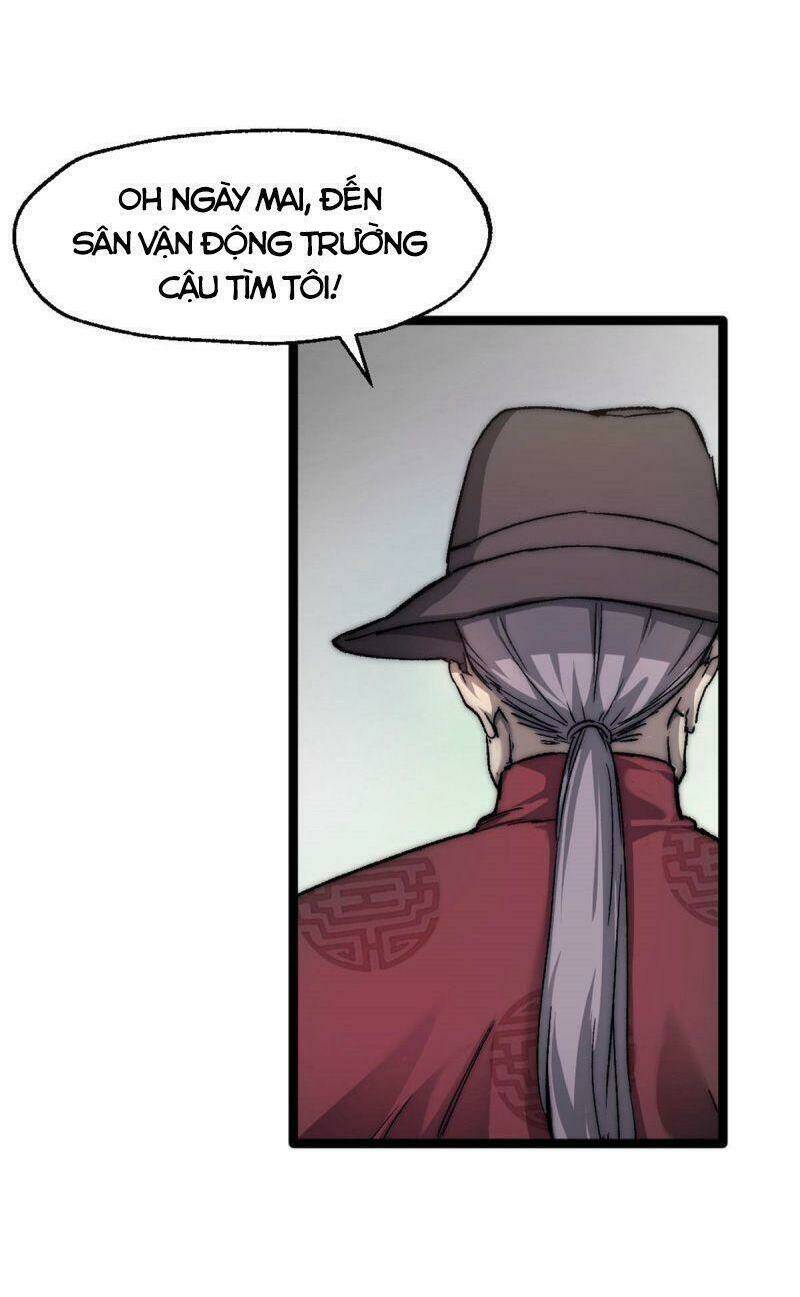 OH NGÀY MAI, ĐẾN
SÂN VẬN ĐỘNG TRƯỜNG
CẬU TÌM TÔI!